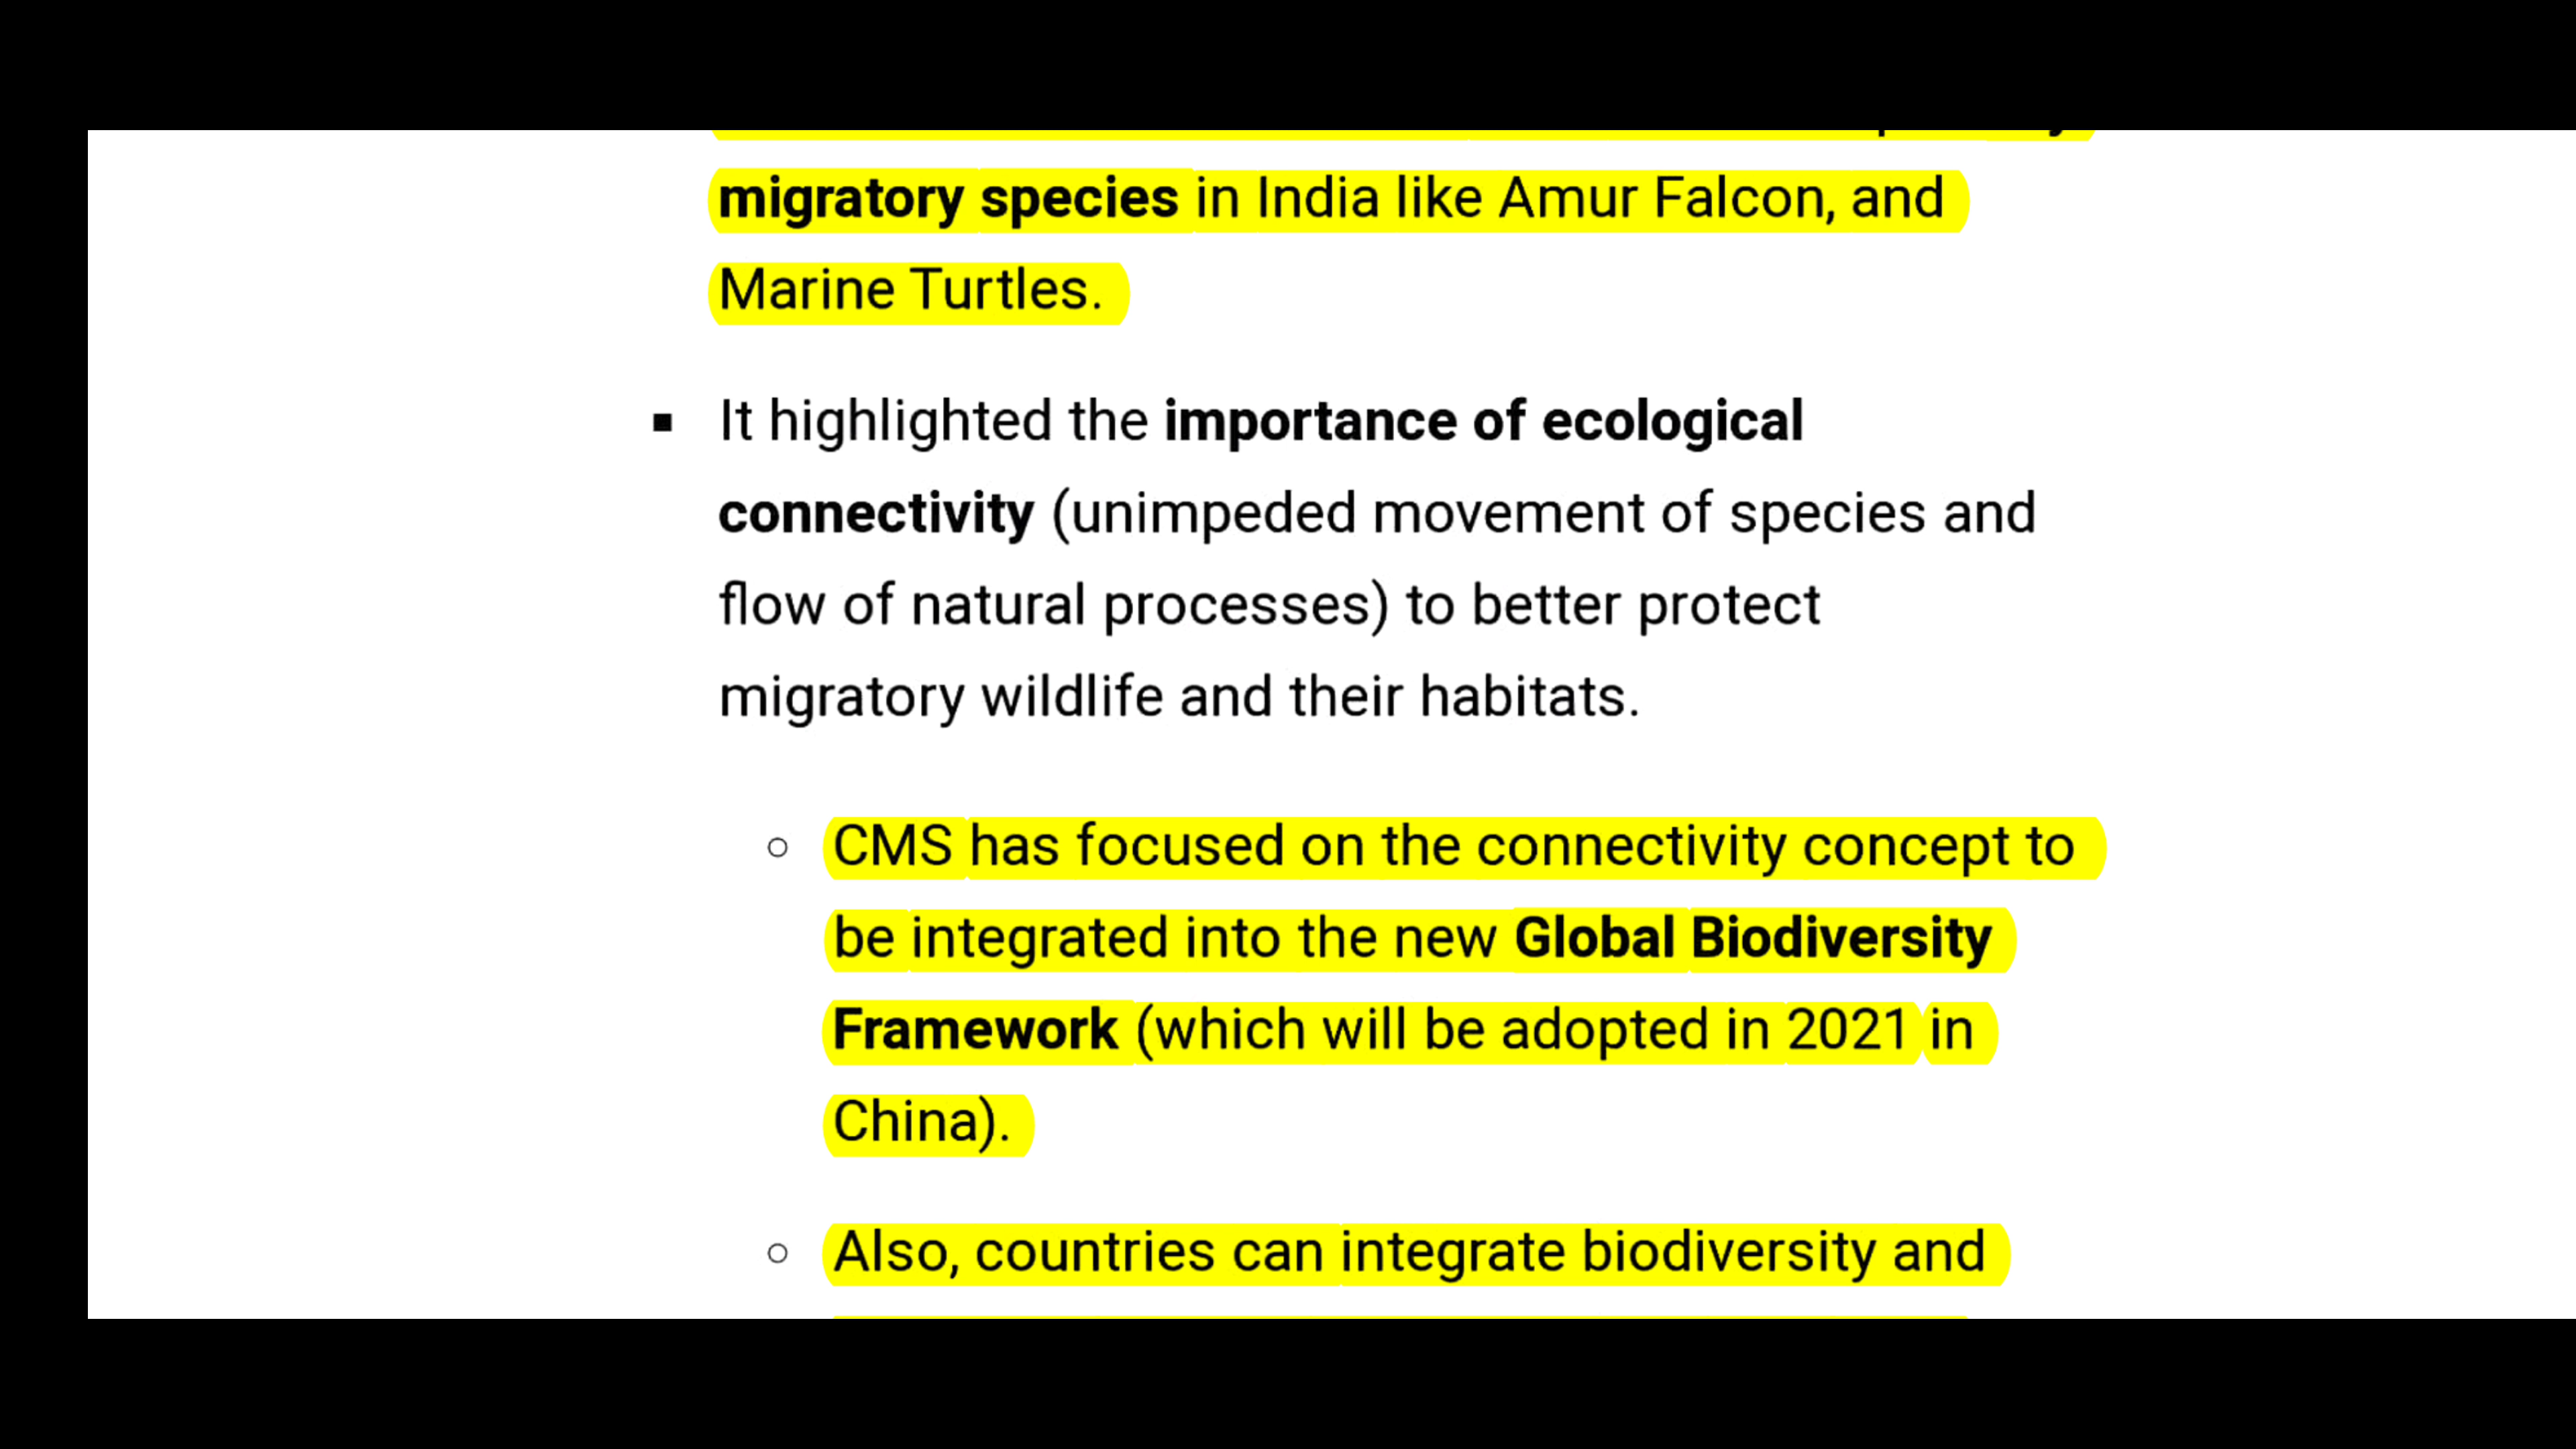 migratory species in India like Amur Falcon, and
Marine Turtles.
▪ It highlighted the importance of ecological
connectivity (unimpeded movement of species and
flow of natural processes) to better protect
migratory wildlife and their habitats.
○ CMS has focused on the connectivity concept to
be integrated into the new Global Biodiversity
Framework (which will be adopted in 2021 in
China).
○ Also, countries can integrate biodiversity and